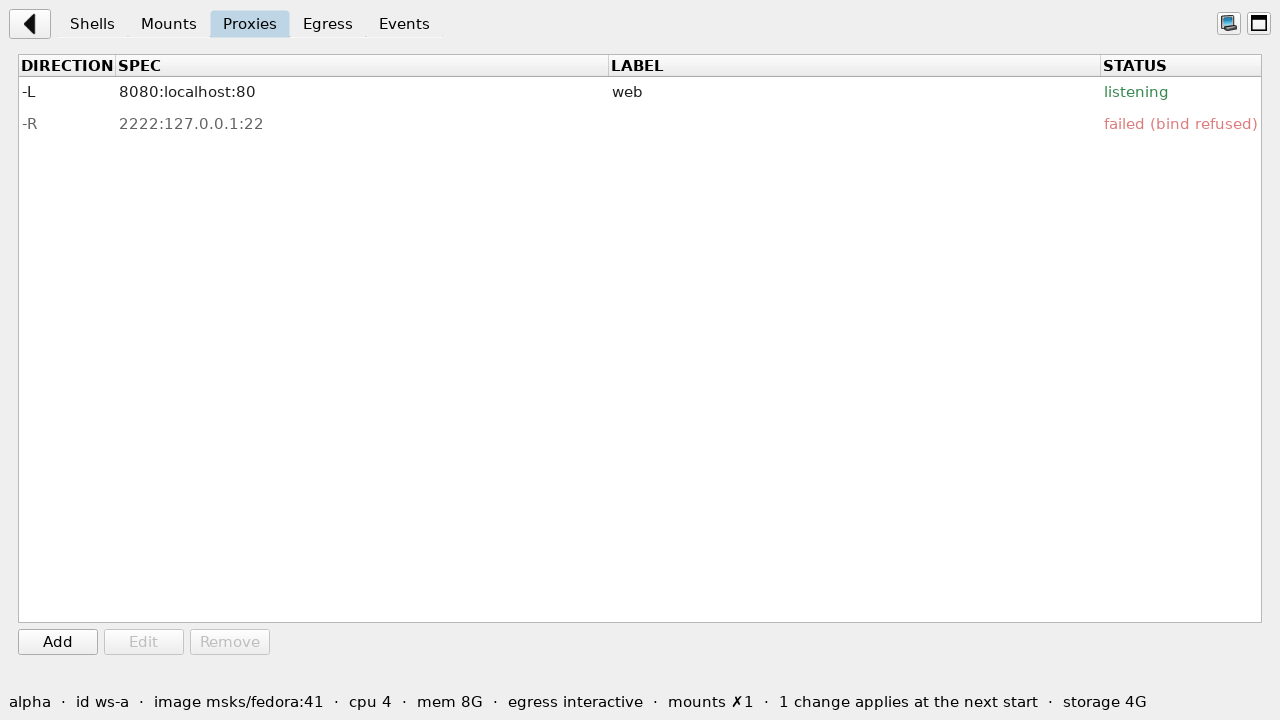 Shells Mounts Proxies Egress Events
DIRECTION SPEC LABEL STATUS
-L 8080:localhost:80 web listening
-R 2222:127.0.0.1:22 failed (bind refused)
Add Edit Remove
alpha · id ws-a · image msks/fedora:41 · cpu 4 · mem 8G · egress interactive · mounts ✗1 · 1 change applies at the next start · storage 4G